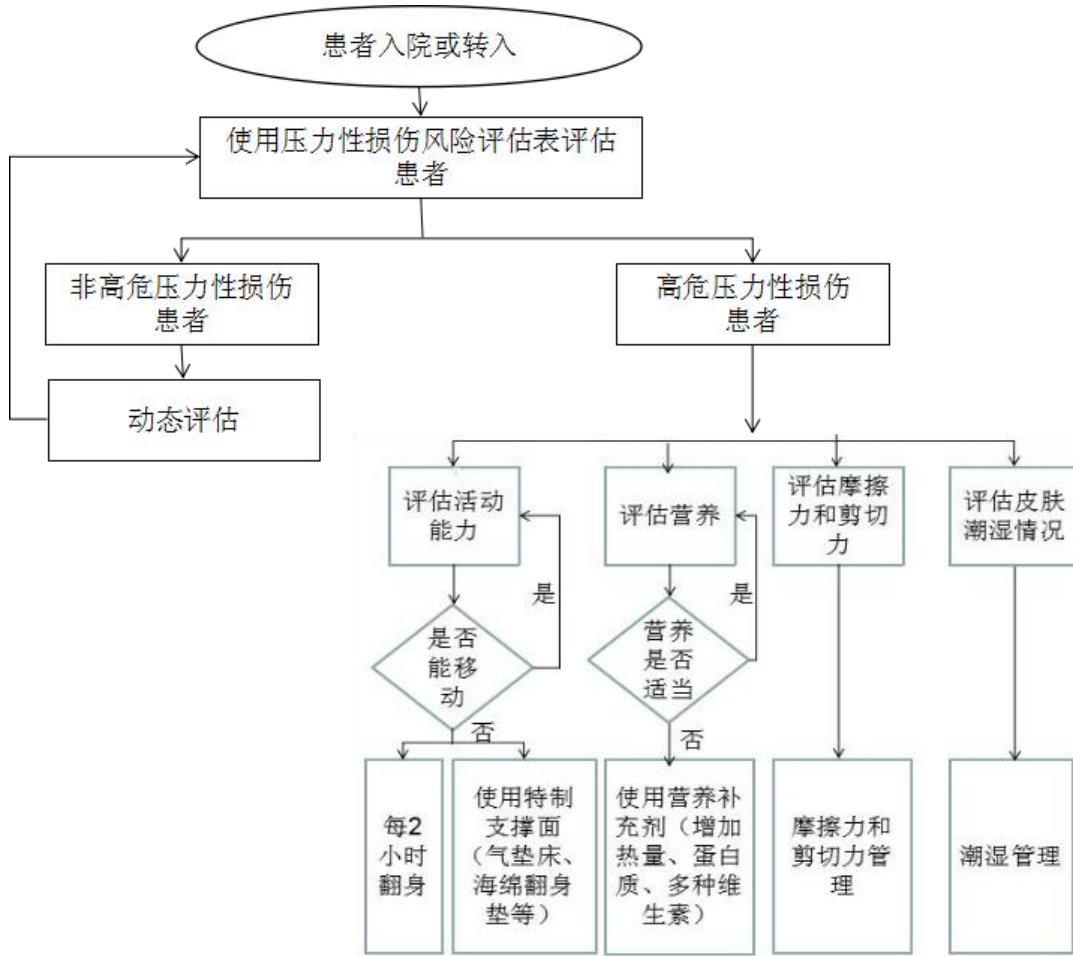 患者入院或转入
使用压力性损伤风险评估表评估
患者
非高危压力性损伤
患者
高危压力性损伤
患者
动态评估
评估活动
能力
评估营养
评估摩擦
力和剪切
力
评估皮肤
潮湿情况
是
是
是否
能移
动
营养
是否
适当
否
否
每2
小时
翻身
使用特制
支撑面
（气垫床、
海绵翻身
垫等）
使用营养补
充剂（增加
热量、蛋白
质、多种维
生素）
摩擦力和
剪切力管
理
潮湿管理